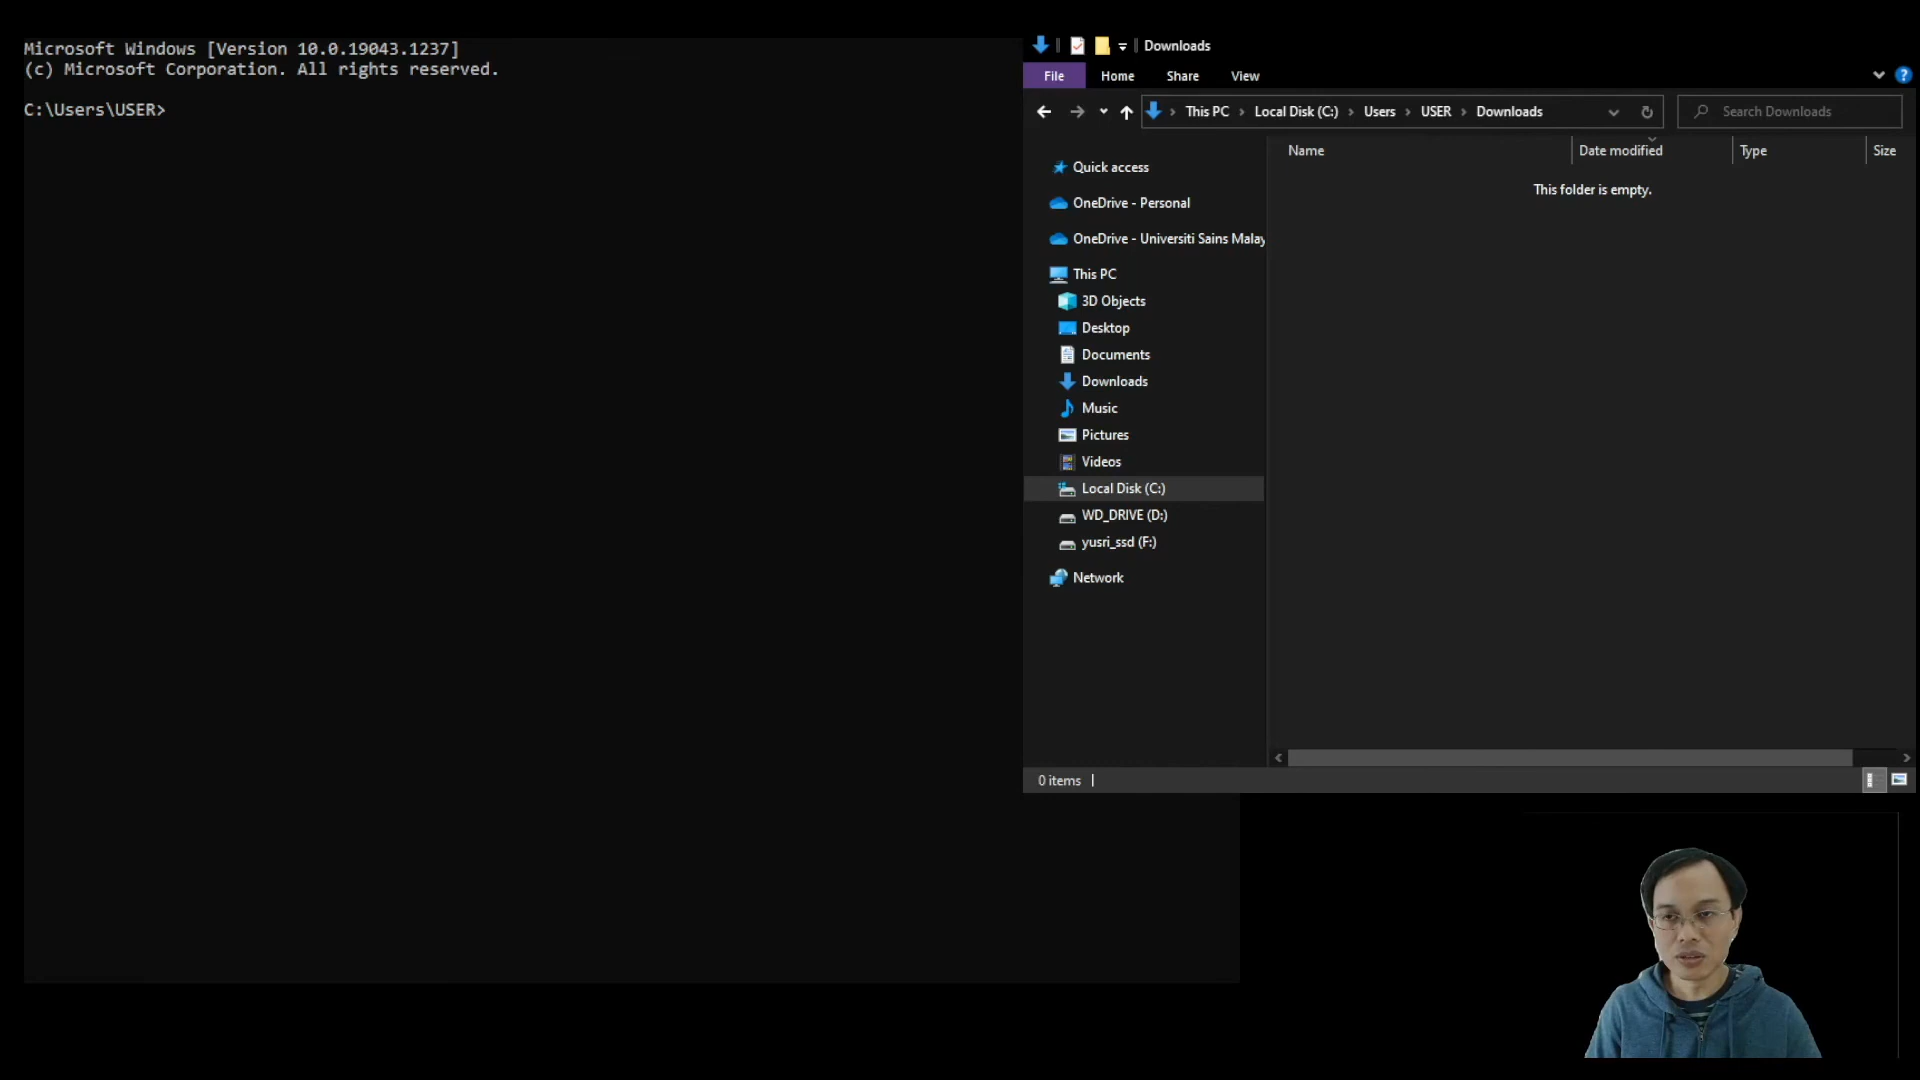 Microsoft Windows [Version 10.0.19043.1237]
(c) Microsoft Corporation. All rights reserved.
C:\Users\USER>
Downloads
File Home Share View
This PC Local Disk (C:) Users USER Downloads
Search Downloads
Name Date modified Type Size
This folder is empty.
Quick access
OneDrive - Personal
OneDrive - Universiti Sains Malay
This PC
3D Objects
Desktop
Documents
Downloads
Music
Pictures
Videos
Local Disk (C:)
WD_DRIVE (D:)
yusri_ssd (F:)
Network
0 items